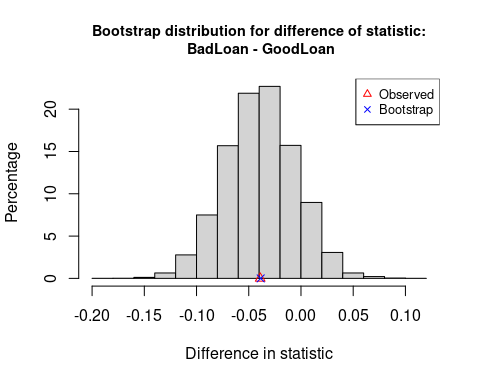 Bootstrap distribution for difference of statistic:
BadLoan - GoodLoan
Observed
Bootstrap
Percentage
20
15
10
5
0
-0.20 -0.15 -0.10 -0.05 0.00 0.05 0.10
Difference in statistic